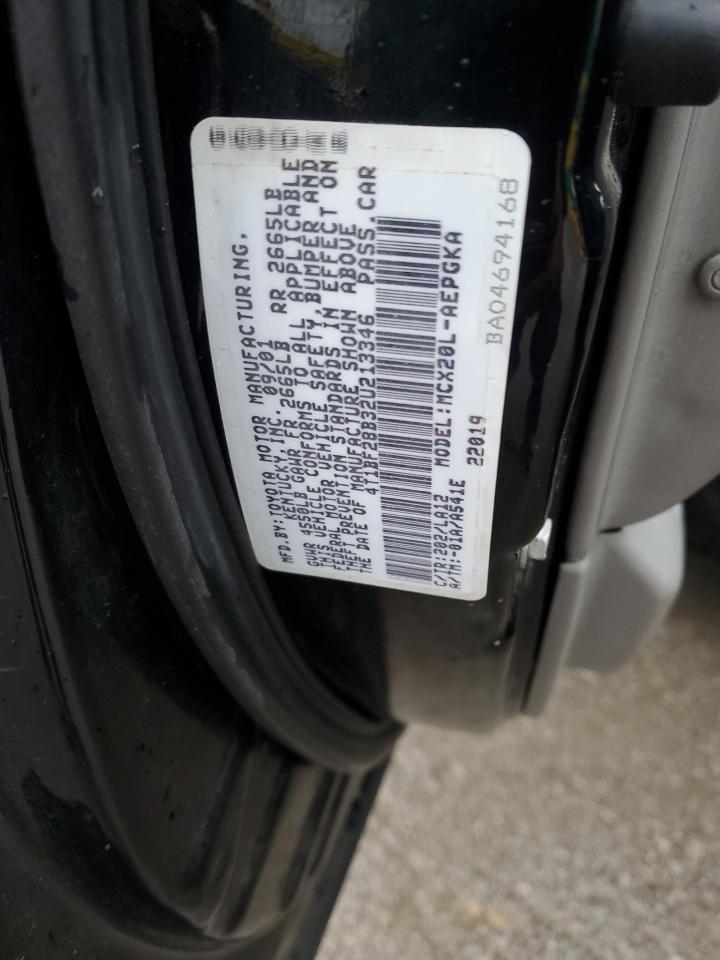 MFD.BY:TOYOTA MOTOR MANUFACTURING,
KENTUCKY, INC. 09/01
GVWR 4550LB GAWR FR 2665LB RR 2665LB
THIS VEHICLE CONFORMS TO ALL APPLICABLE
FEDERAL MOTOR VEHICLE SAFETY,BUMPER AND
THEFT PREVENTION STANDARDS IN EFFECT ON
THE DATE OF MANUFACTURE SHOWN ABOVE
4T1BF28B32U213346 PASS.CAR
C/TR:202/LA12 MODEL:MCX20L-AEPGKA
A/TM:-01A/A541E 22019
BA04694168